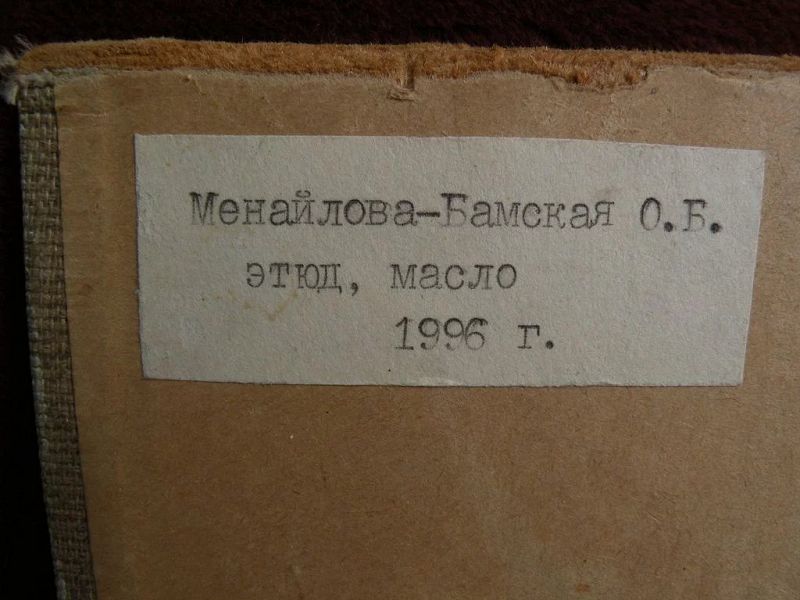 Менайлова-Бамская О.Б.
этюд, масло
1996 г.